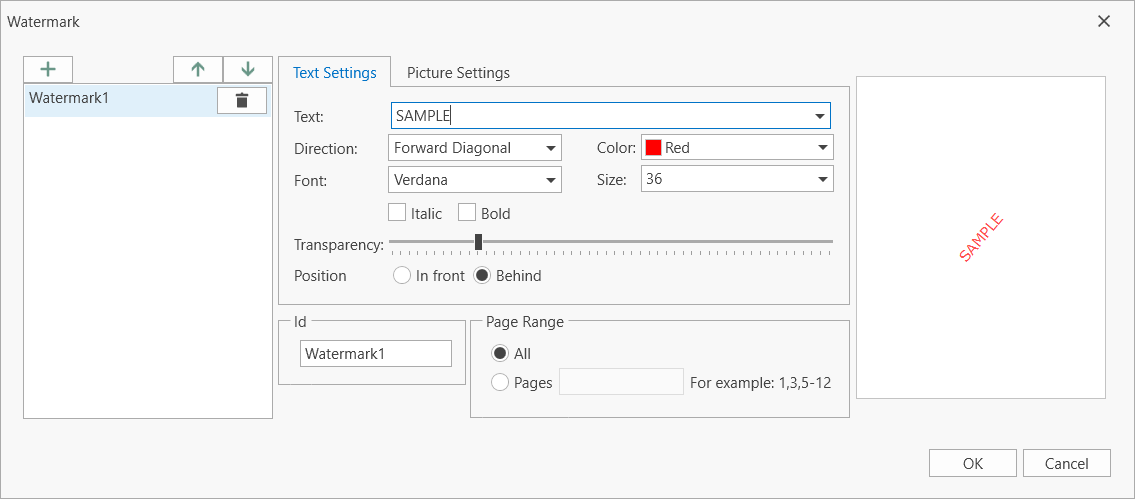 Watermark
Watermark1
Text Settings Picture Settings
Text: SAMPLE
Direction: Forward Diagonal Color: Red
Font: Verdana Size: 36
Italic Bold
Transparency:
Position In front Behind
Id
Watermark1
Page Range
All
Pages For example: 1,3,5-12
SAMPLE
OK Cancel